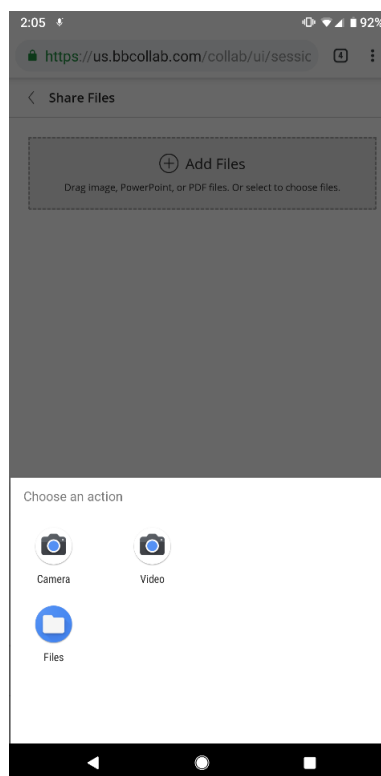 2:05 92%
https://us.bbcollab.com/collab/ui/sessic 4
Share Files
Add Files
Drag image, PowerPoint, or PDF files. Or select to choose files.
Choose an action
Camera Video
Files